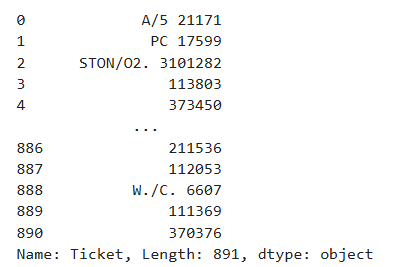 0 A/5 21171
1 PC 17599
2 STON/O2. 3101282
3 113803
4 373450
...
886 211536
887 112053
888 W./C. 6607
889 111369
890 370376
Name: Ticket, Length: 891, dtype: object